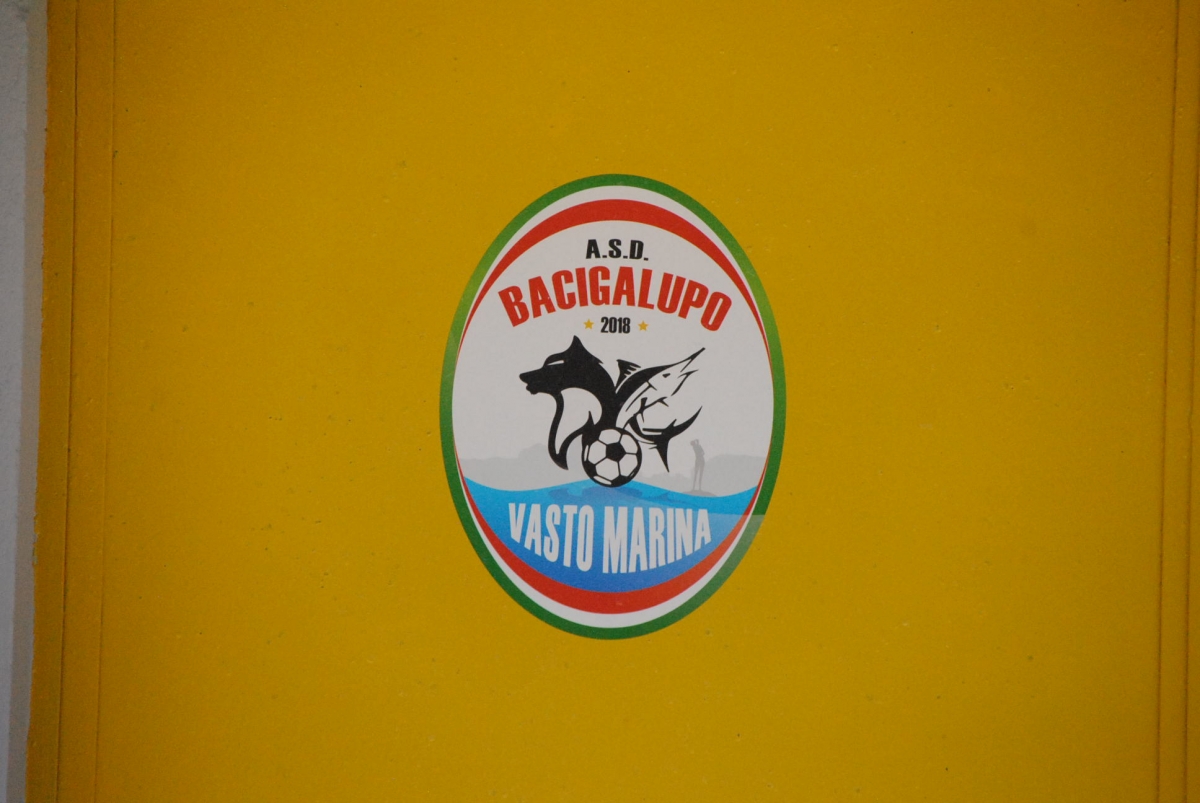 A.S.D.
BACIGALUPO
2018
VASTO MARINA